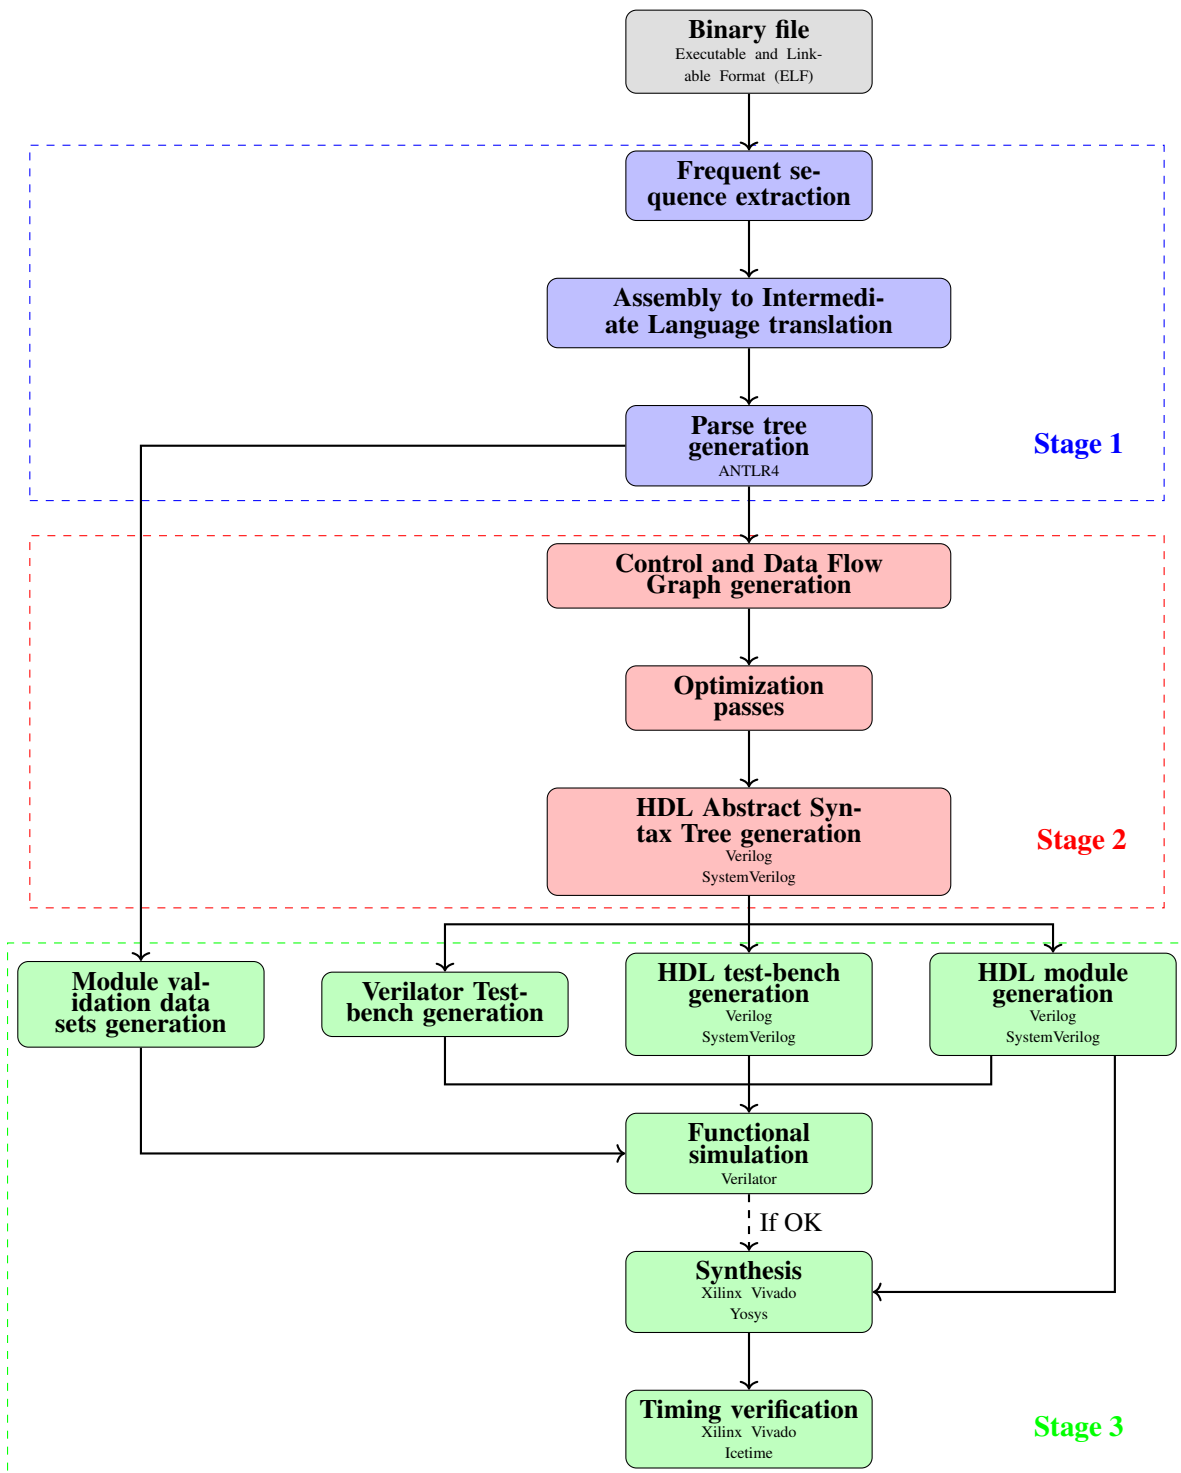 Binary file
Executable and Link-
able Format (ELF)
Frequent se-
quence extraction
Assembly to Intermedi-
ate Language translation
Parse tree
generation
ANTLR4
Stage 1
Control and Data Flow
Graph generation
Optimization
passes
HDL Abstract Syn-
tax Tree generation
Verilog
SystemVerilog
Stage 2
Module val-
idation data
sets generation
Verilator Test-
bench generation
HDL test-bench
generation
Verilog
SystemVerilog
HDL module
generation
Verilog
SystemVerilog
Functional
simulation
Verilator
If OK
Synthesis
Xilinx Vivado
Yosys
Timing verification
Xilinx Vivado
Icetime
Stage 3